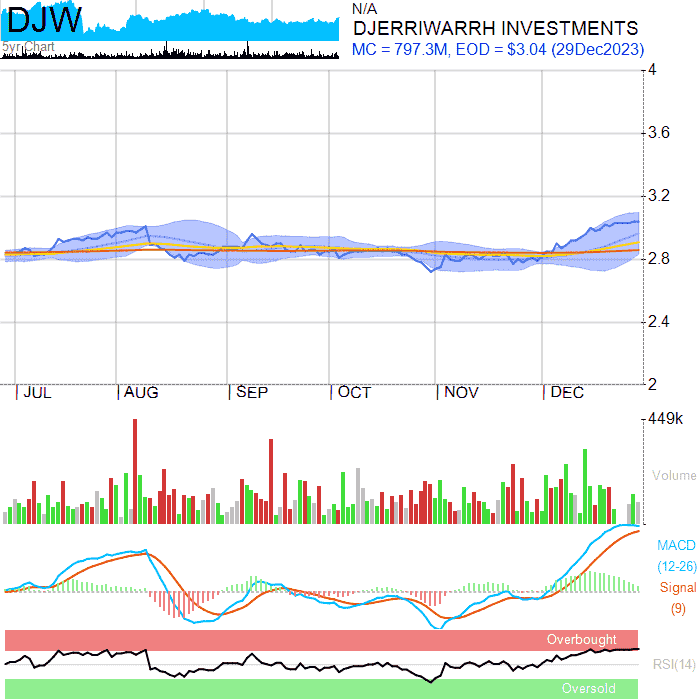 DJW
5yr Chart
N/A
DJERRIWARRH INVESTMENTS
MC = 797.3M, EOD = $3.04 (29Dec2023)
4
3.6
3.2
2.8
2.4
2
JUL AUG SEP OCT NOV DEC
449k
Volume
MACD
(12-26)
Signal
(9)
Overbought
RSI(14)
Oversold